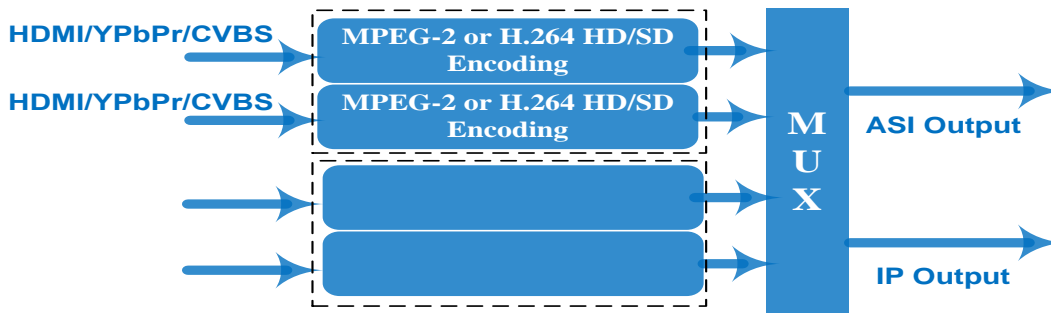 HDMI/YPbPr/CVBS
MPEG-2 or H.264 HD/SD
Encoding
HDMI/YPbPr/CVBS
MPEG-2 or H.264 HD/SD
Encoding
M
U
X
ASI Output
IP Output